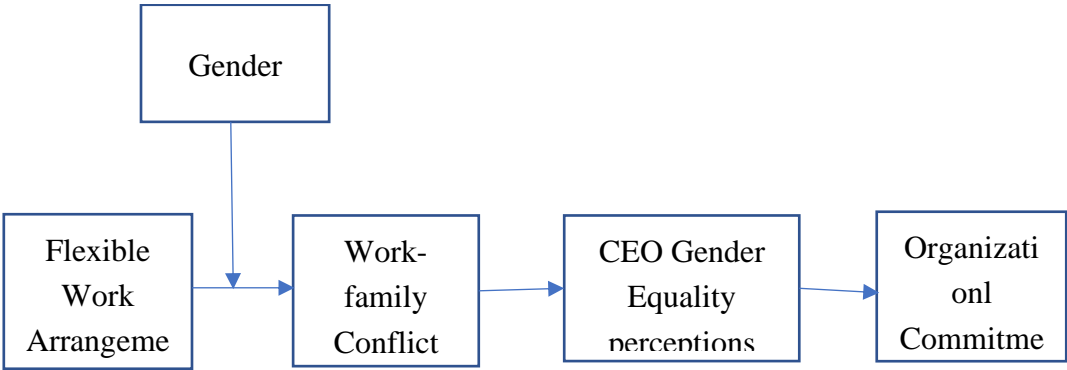 Gender
Flexible
Work
Arrangeme
Work-
family
Conflict
CEO Gender
Equality
perceptions
Organizati
onl
Commitme